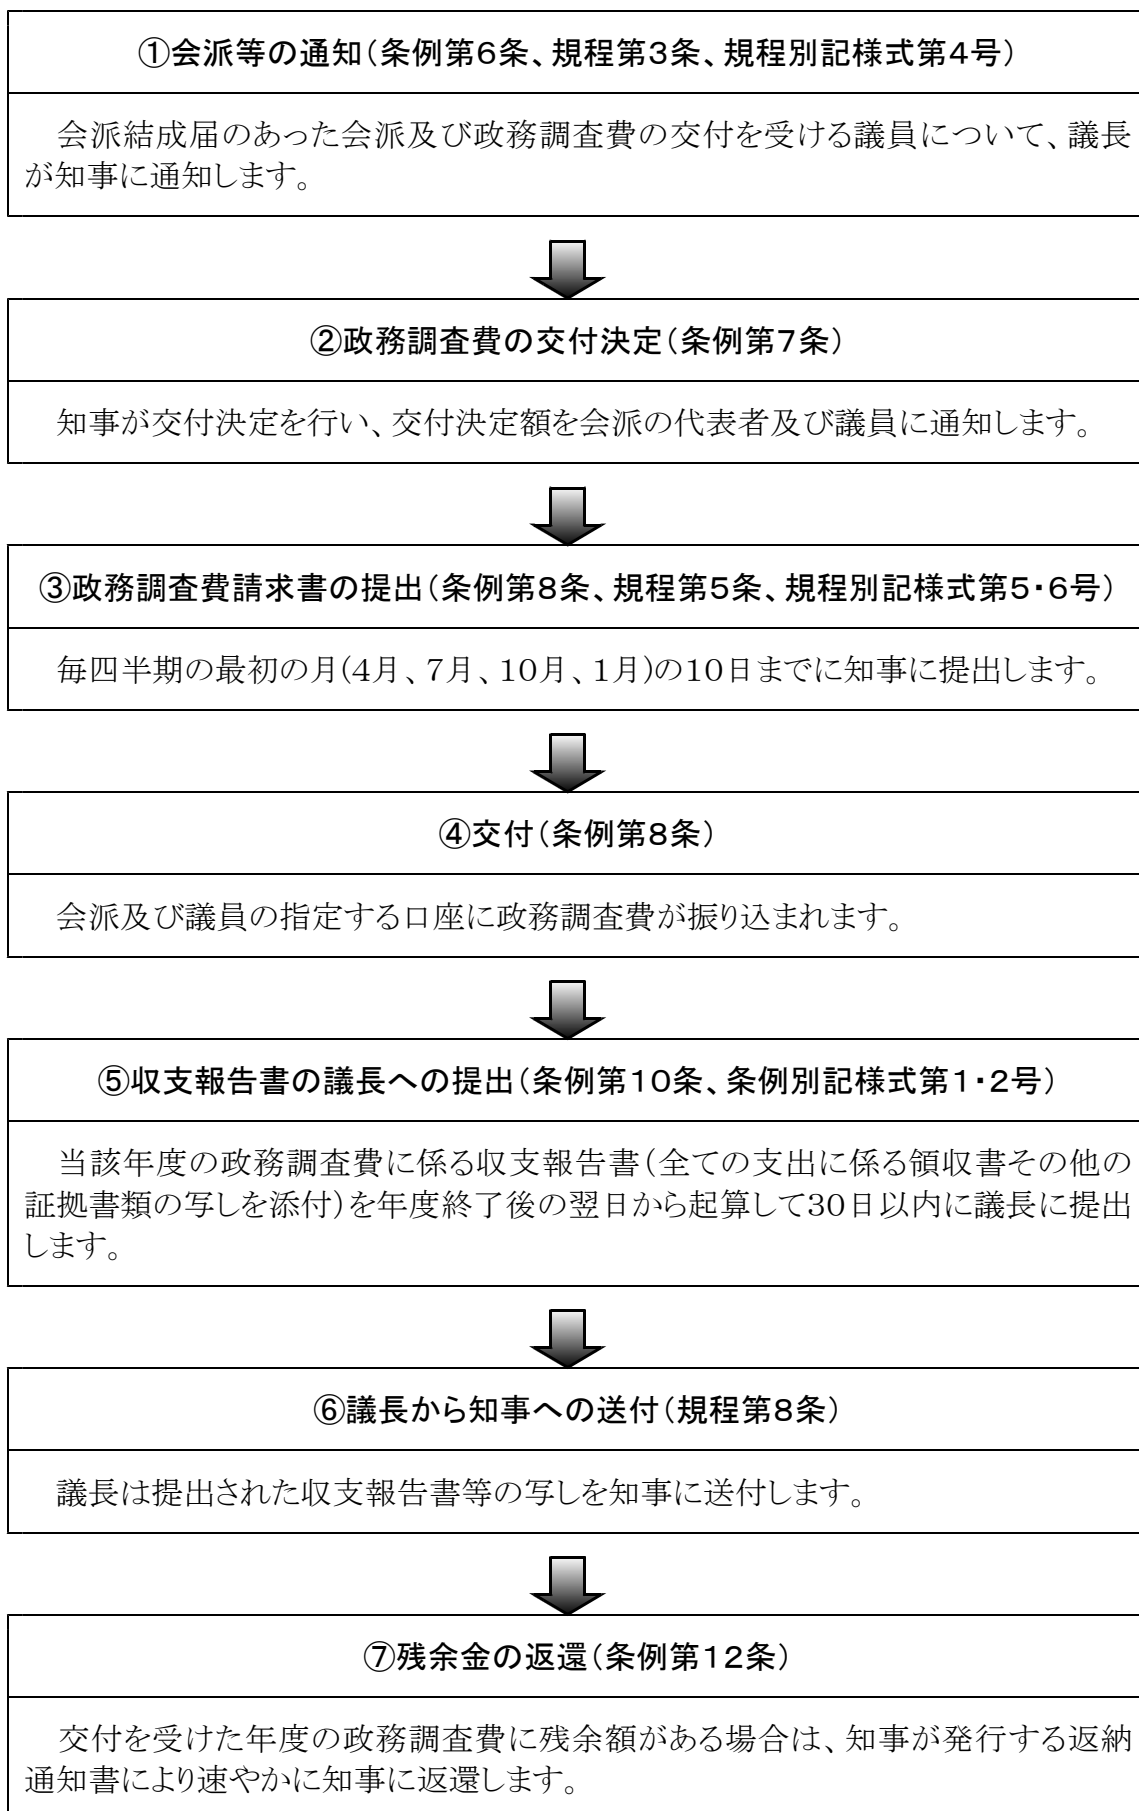 ①会派等の通知（条例第6条、規程第3条、規程別記様式第4号）
会派結成届のあった会派及び政務調査費の交付を受ける議員について、議長
が知事に通知します。
②政務調査費の交付決定（条例第7条）
知事が交付決定を行い、交付決定額を会派の代表者及び議員に通知します。
③政務調査費請求書の提出（条例第8条、規程第5条、規程別記様式第5・6号）
毎四半期の最初の月(4月、7月、10月、1月)の10日までに知事に提出します。
④交付（条例第8条）
会派及び議員の指定する口座に政務調査費が振り込まれます。
⑤収支報告書の議長への提出（条例第10条、条例別記様式第1・2号）
当該年度の政務調査費に係る収支報告書（全ての支出に係る領収書その他の
証拠書類の写しを添付）を年度終了後の翌日から起算して30日以内に議長に提出
します。
⑥議長から知事への送付（規程第8条）
議長は提出された収支報告書等の写しを知事に送付します。
⑦残余金の返還（条例第12条）
交付を受けた年度の政務調査費に残余額がある場合は、知事が発行する返納
通知書により速やかに知事に返還します。